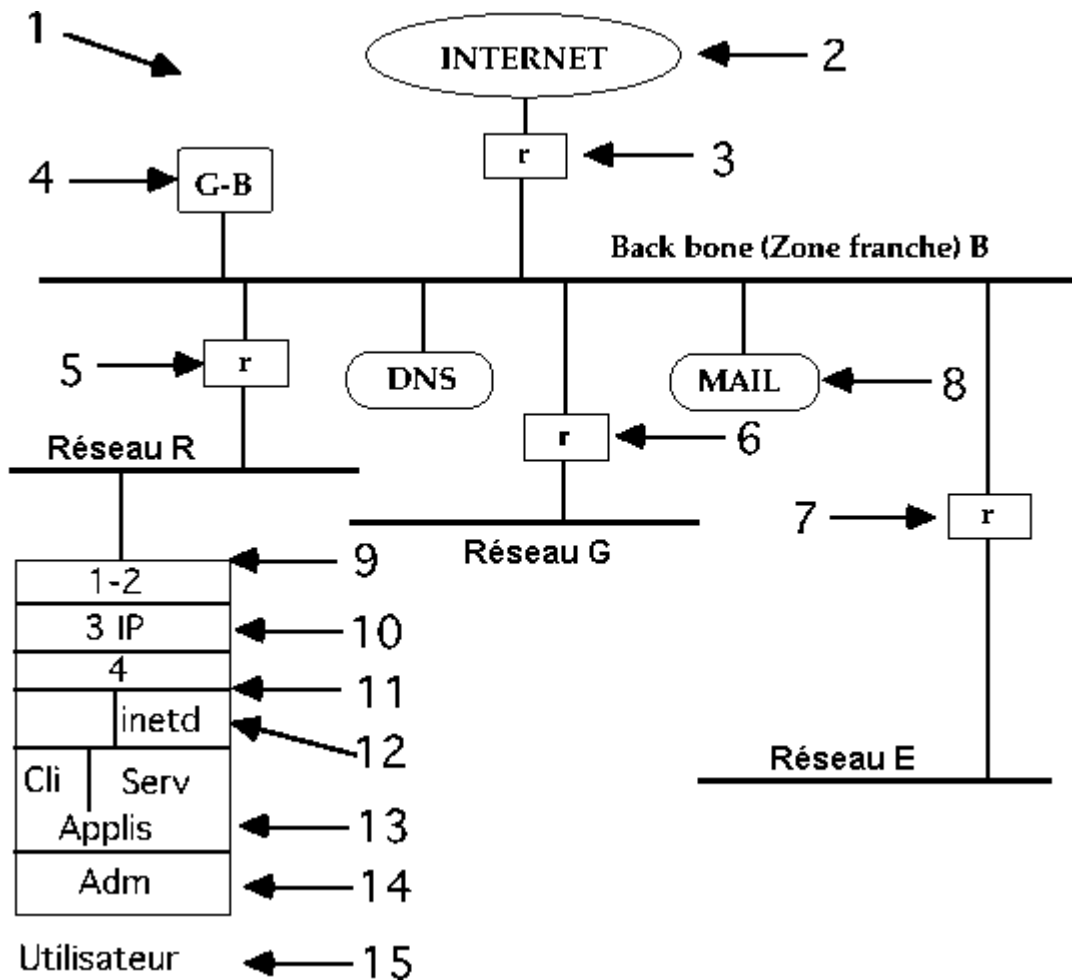 1
INTERNET
2
r
3
4
G-B
Back bone (Zone franche) B
5
r
DNS
MAIL
8
r
6
Réseau R
7
r
Réseau G
9
1-2
3 IP
10
4
11
inetd
12
Réseau E
Cli
Serv
Applis
13
Adm
14
Utilisateur
15